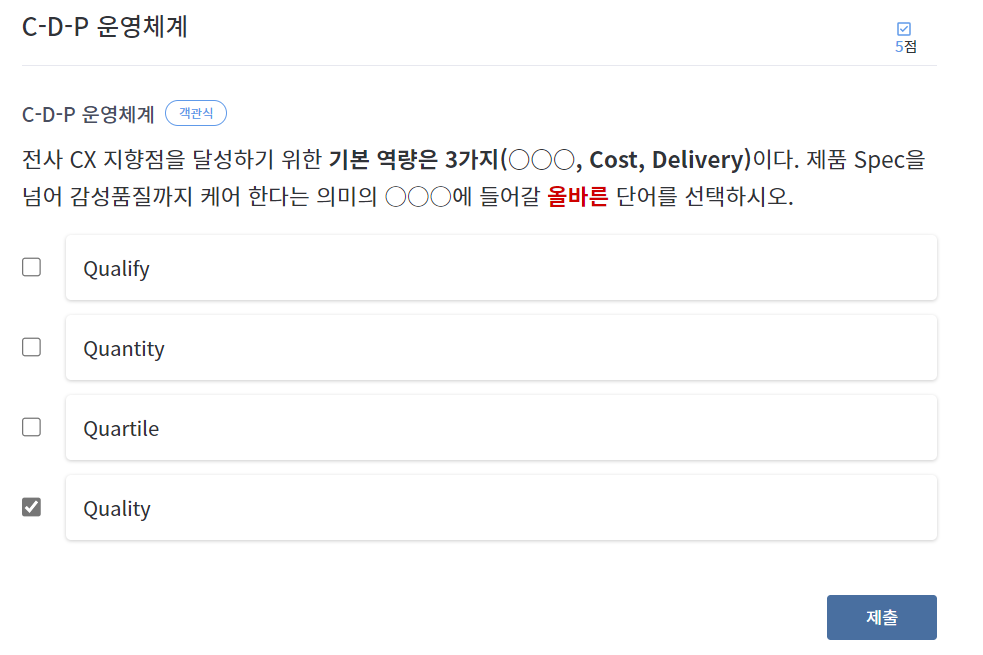 C-D-P 운영체계
5점
C-D-P 운영체계 객관식
전사 CX 지향점을 달성하기 위한 기본 역량은 3가지(◯◯◯, Cost, Delivery)이다. 제품 Spec을
넘어 감성품질까지 케어 한다는 의미의 ◯◯◯에 들어갈 올바른 단어를 선택하시오.
Qualify
Quantity
Quartile
Quality
제출